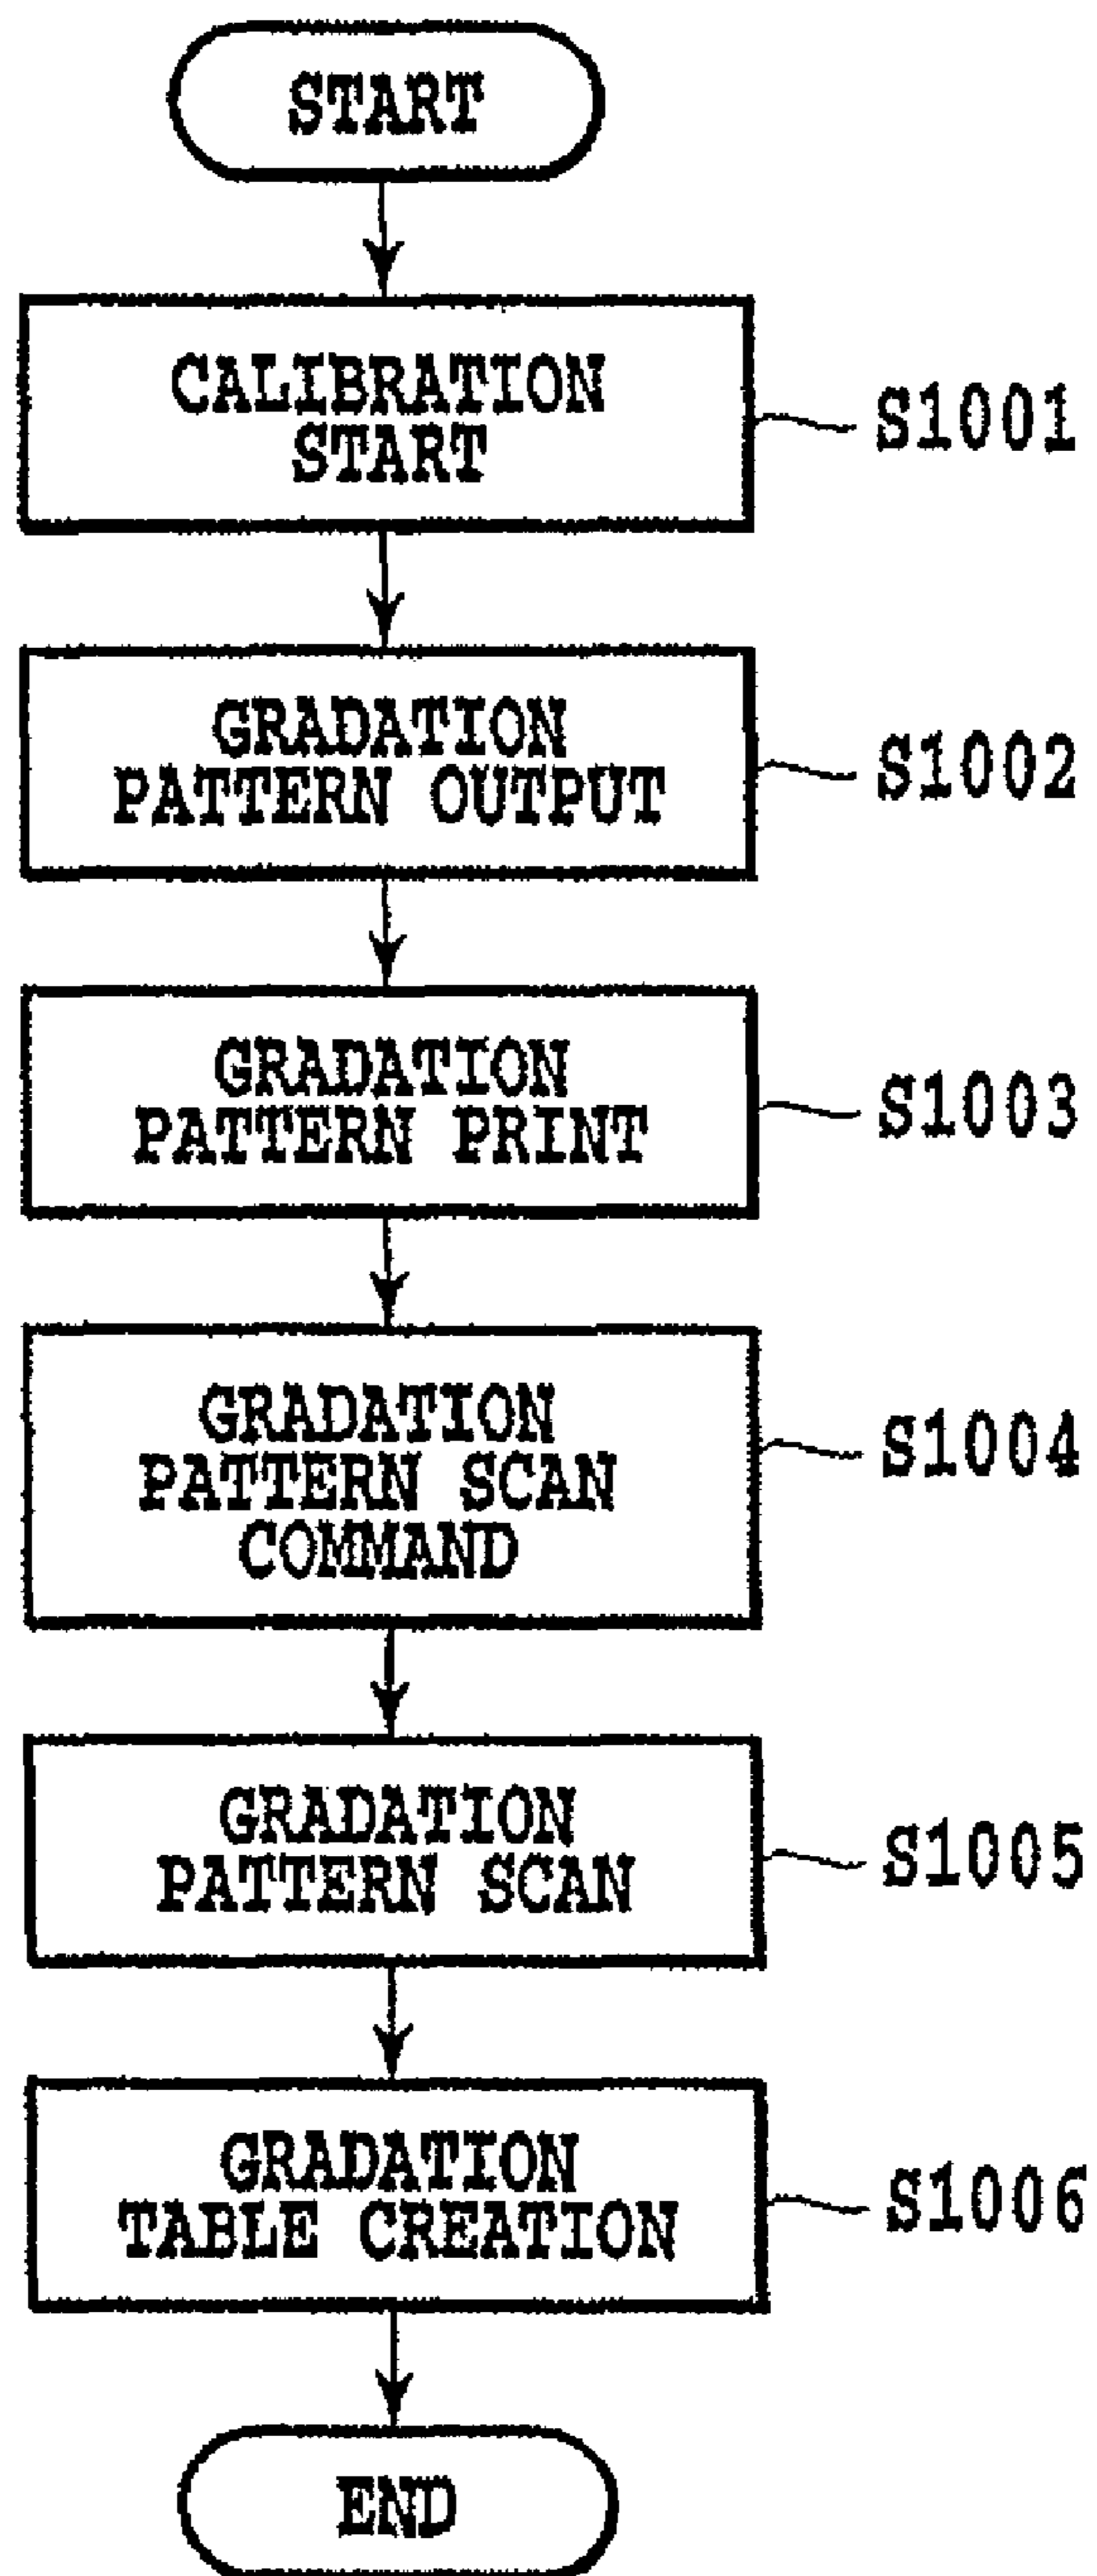 START
CALIBRATION
START
S1001
GRADATION
PATTERN OUTPUT
S1002
GRADATION
PATTERN PRINT
S1003
GRADATION
PATTERN SCAN
COMMAND
S1004
GRADATION
PATTERN SCAN
S1005
GRADATION
TABLE CREATION
S1006
END